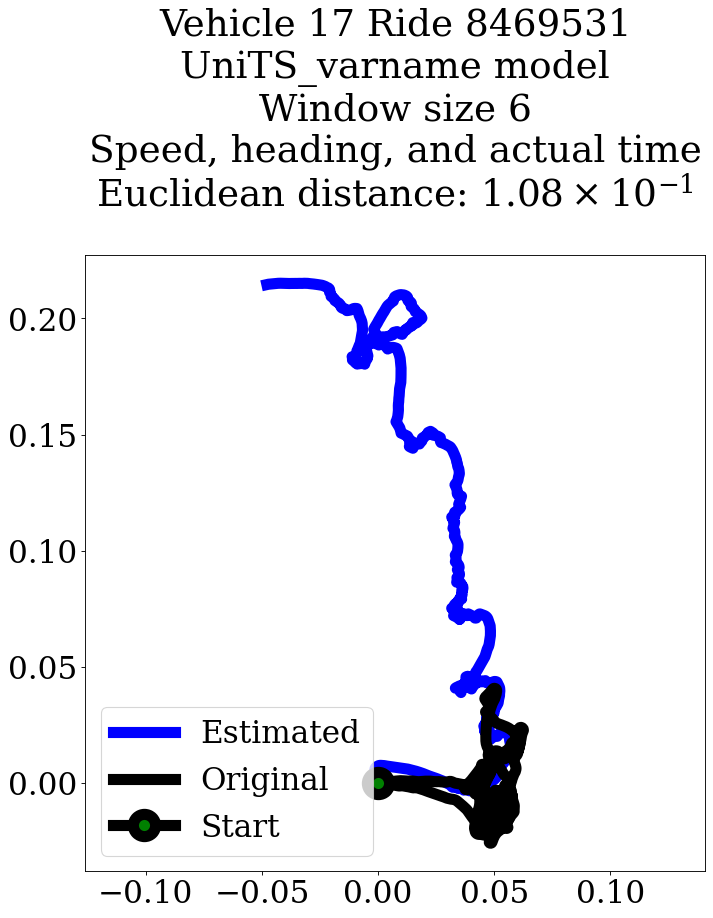 Vehicle 17 Ride 8469531
UniTS_varname model
Window size 6
Speed, heading, and actual time
Euclidean distance: 1.08 × 10⁻¹
0.20
0.15
0.10
0.05
0.00
Estimated
Original
Start
−0.10 −0.05 0.00 0.05 0.10